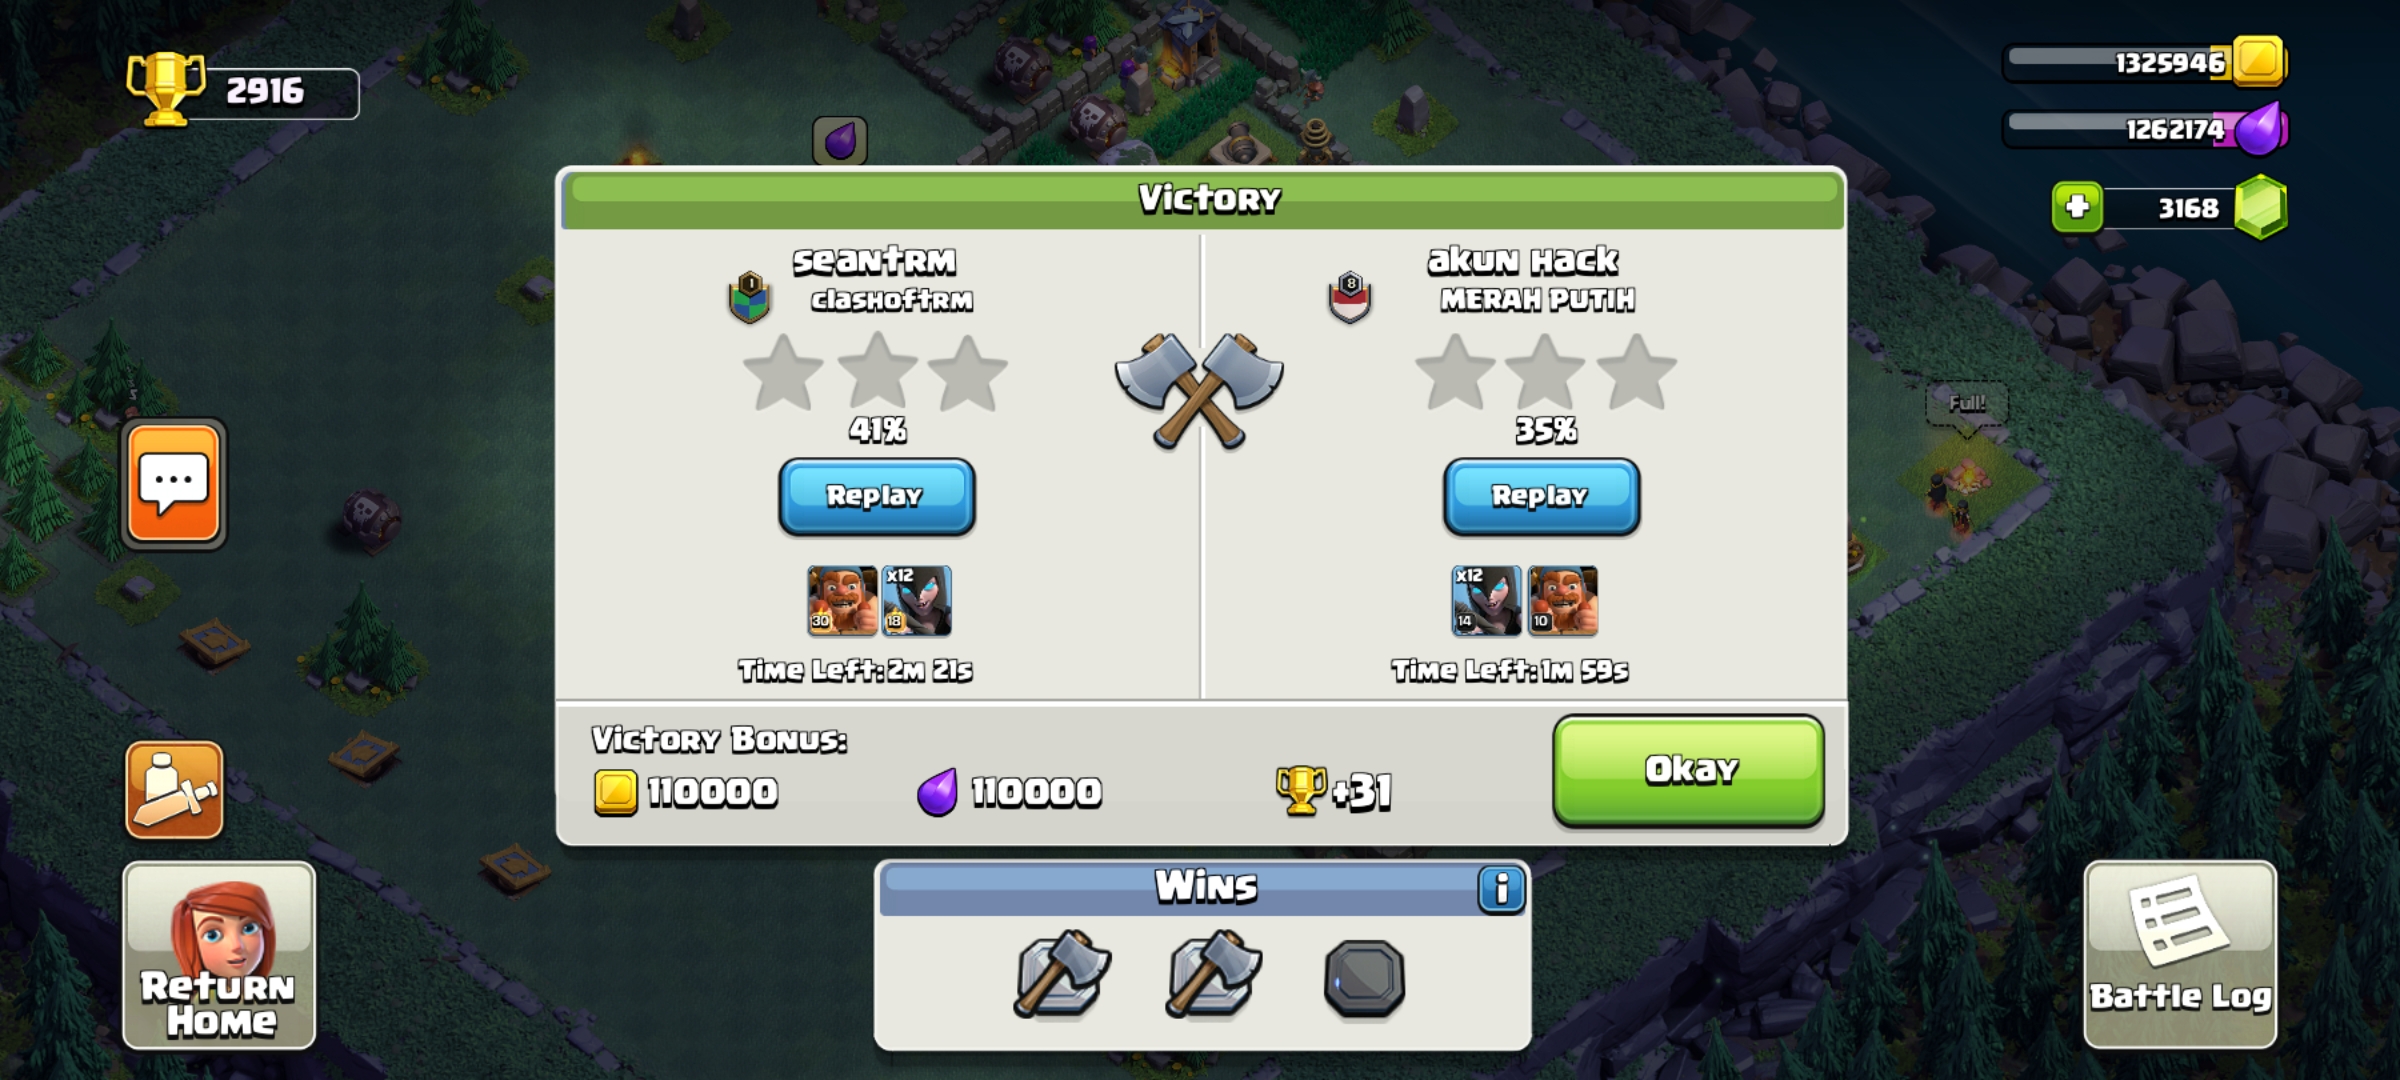 2916
1325946
1262174
3168
Victory
seantrm
clashoftrm
1
akun hack
MERAH PUTIH
8
41%
35%
Replay
Replay
30
x12
18
x12
14
10
Time Left:2m 21s
Time Left:1m 59s
Full!
Victory Bonus:
110000
110000
+31
Okay
Wins
i
Return
Home
Battle Log